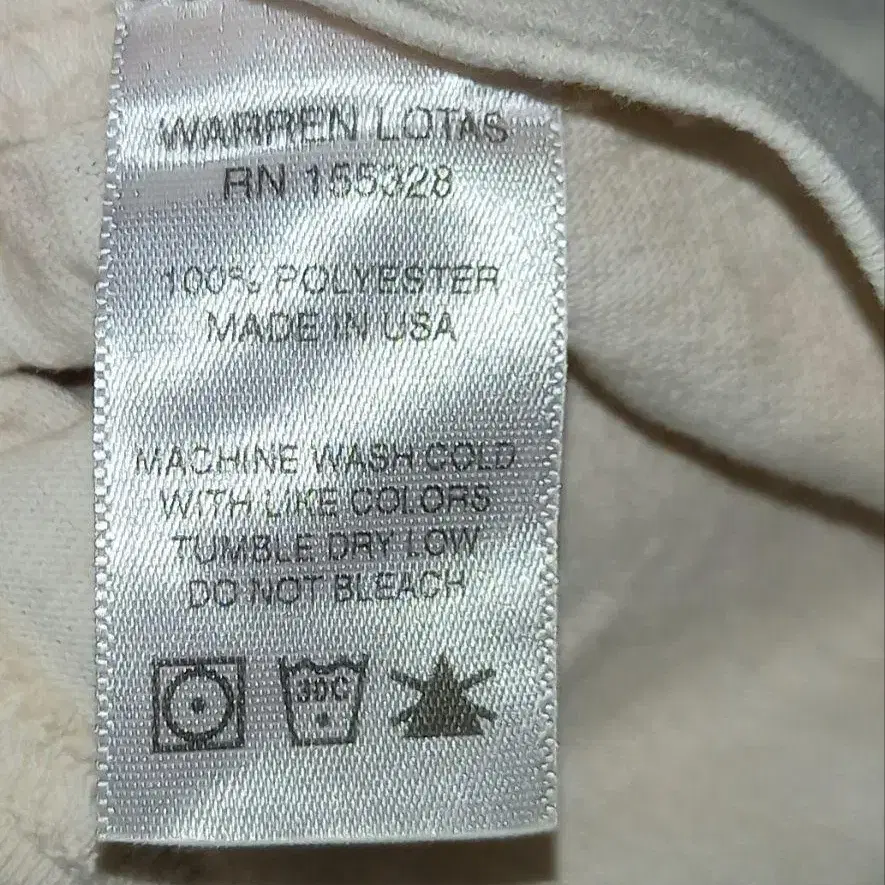 WARREN LOTAS
RN 155328
100% POLYESTER
MADE IN USA
MACHINE WASH COLD
WITH LIKE COLORS
TUMBLE DRY LOW
DO NOT BLEACH
30C